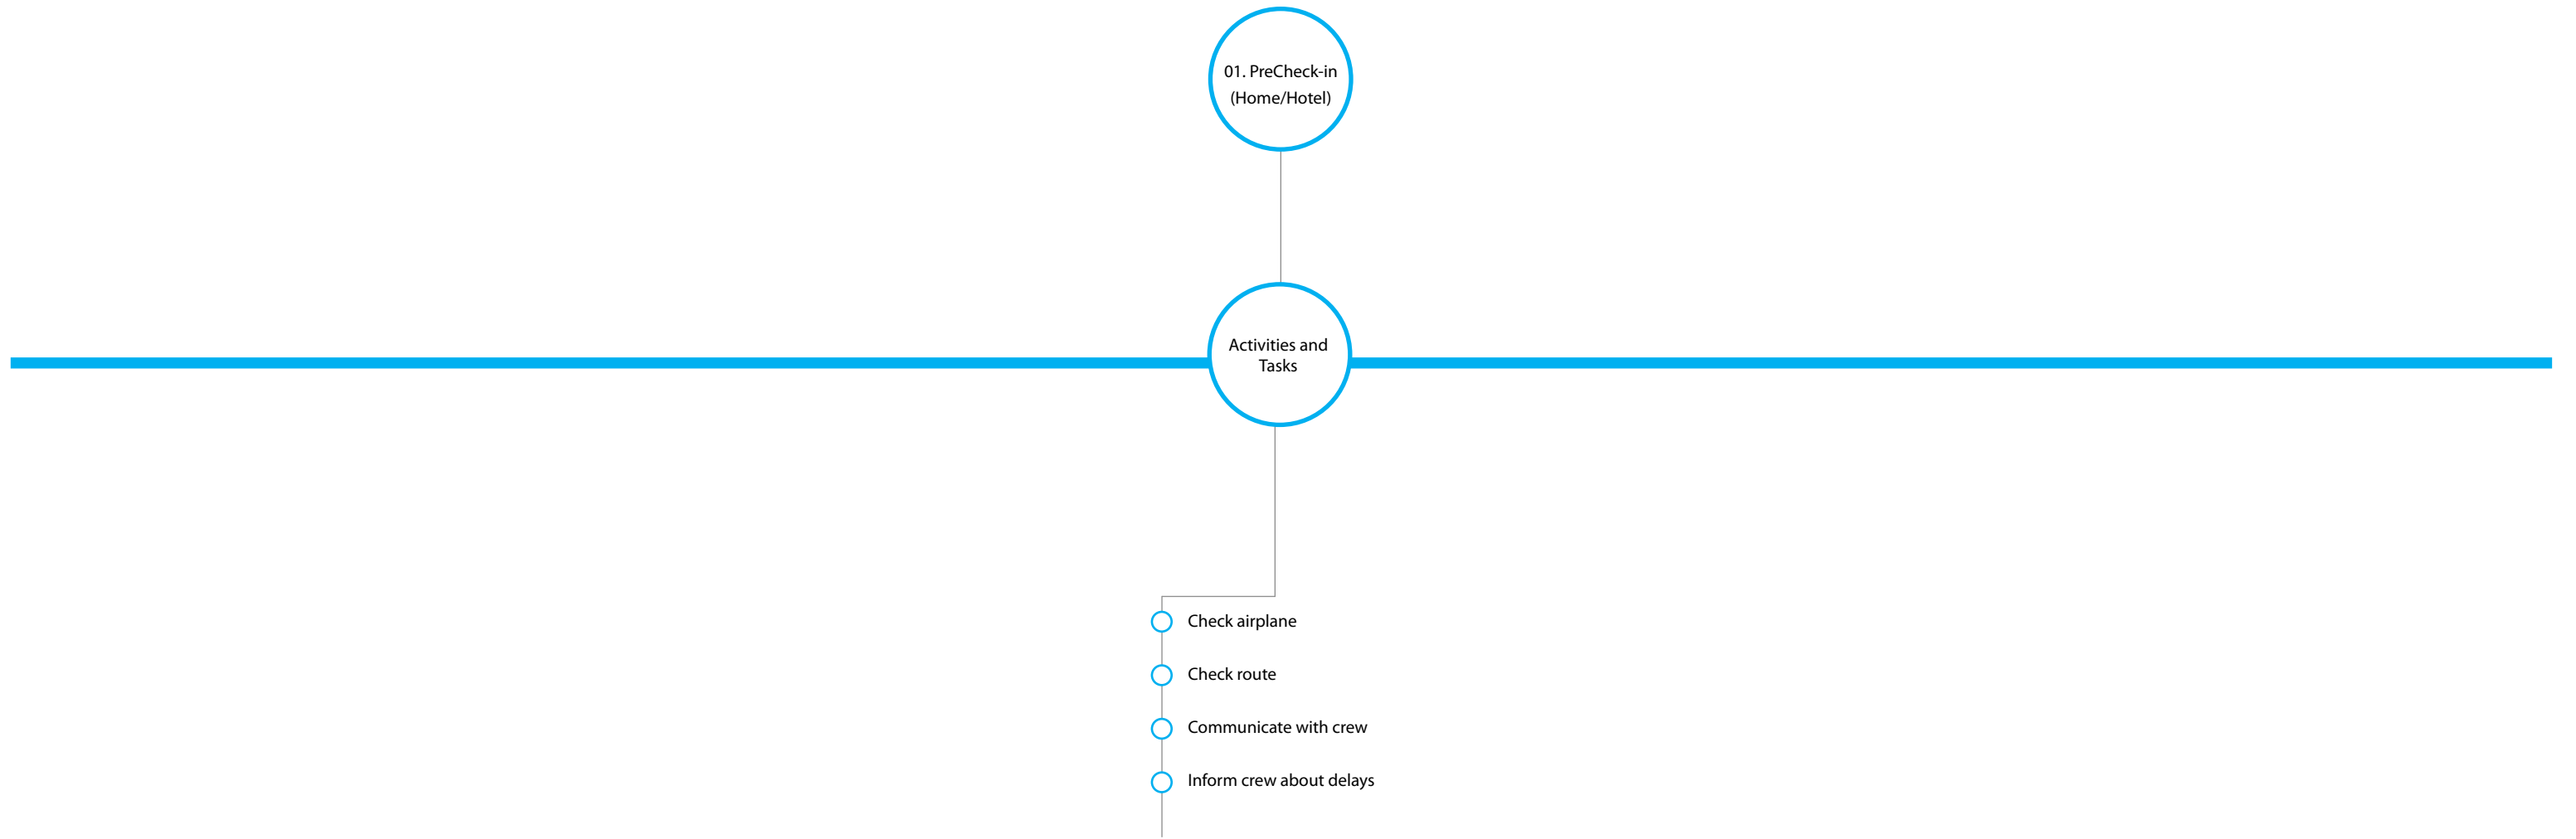 01. PreCheck-in
(Home/Hotel)
Activities and
Tasks
Check airplane
Check route
Communicate with crew
Inform crew about delays